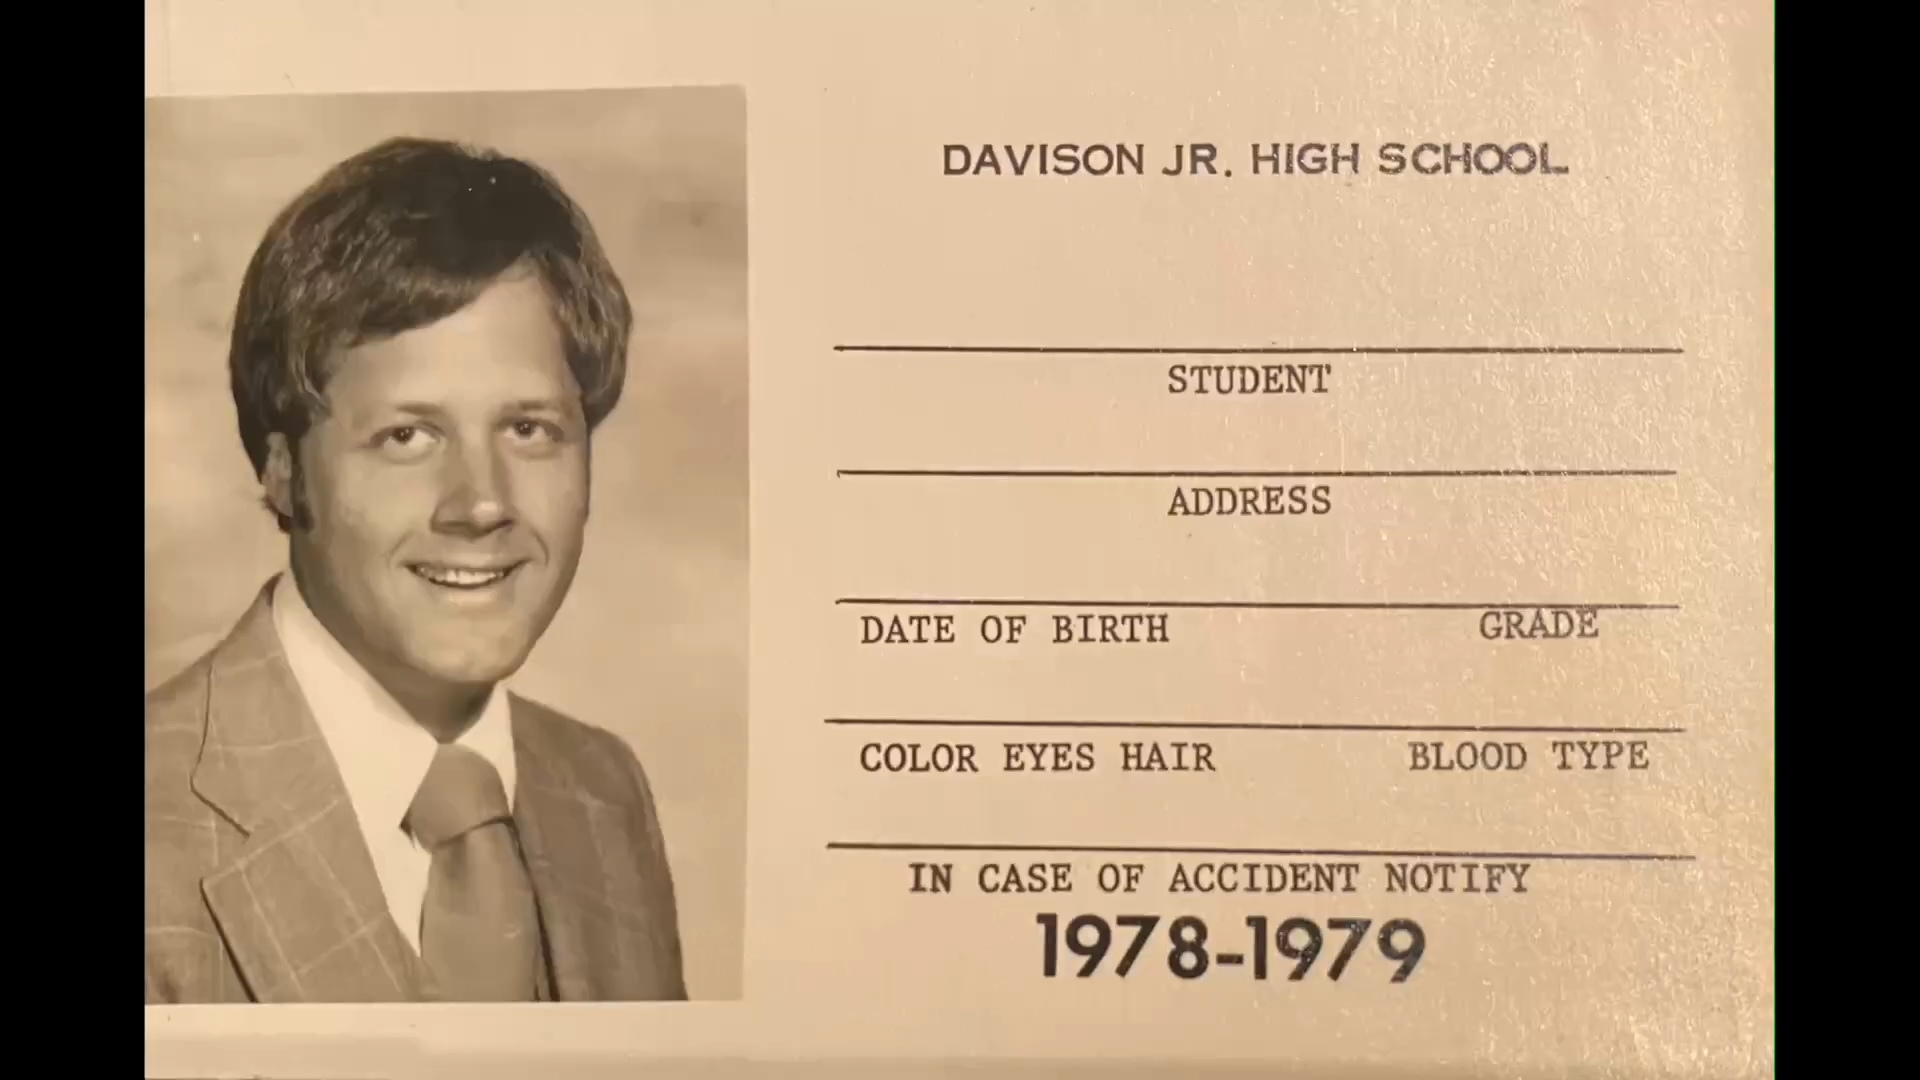 DAVISON JR. HIGH SCHOOL
STUDENT
ADDRESS
DATE OF BIRTH GRADE
COLOR EYES HAIR BLOOD TYPE
IN CASE OF ACCIDENT NOTIFY
1978-1979